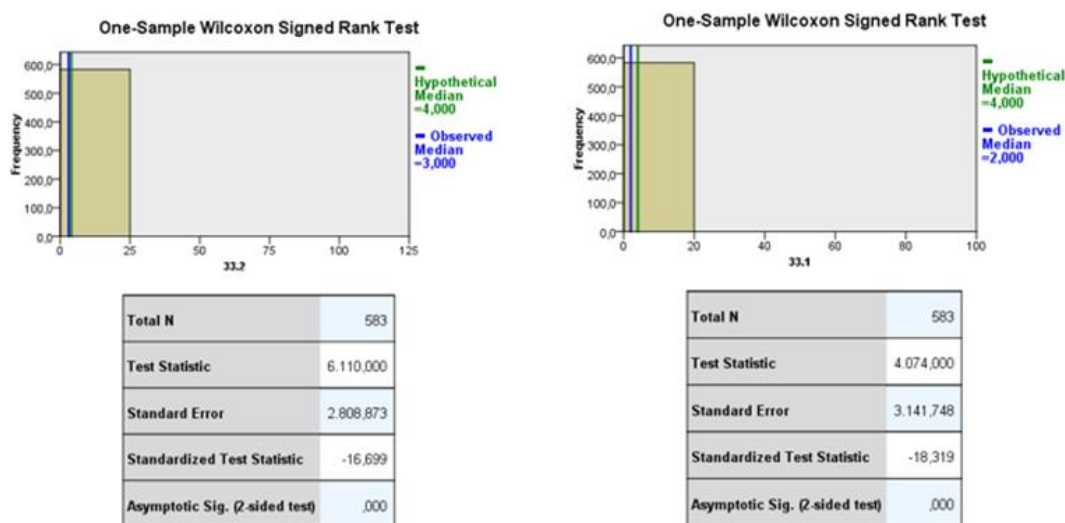 One-Sample Wilcoxon Signed Rank Test
600,0
500,0
400,0
300,0
200,0
100,0
0,0
Frequency
0 25 50 75 100 125
33.2
Hypothetical
Median
=4,000
Observed
Median
=3,000
Total N 583
Test Statistic 6.110,000
Standard Error 2.808,873
Standardized Test Statistic -16,699
Asymptotic Sig. (2-sided test) ,000
One-Sample Wilcoxon Signed Rank Test
600,0
500,0
400,0
300,0
200,0
100,0
0,0
Frequency
0 20 40 60 80 100
33.1
Hypothetical
Median
=4,000
Observed
Median
=2,000
Total N 583
Test Statistic 4.074,000
Standard Error 3.141,748
Standardized Test Statistic -18,319
Asymptotic Sig. (2-sided test) ,000